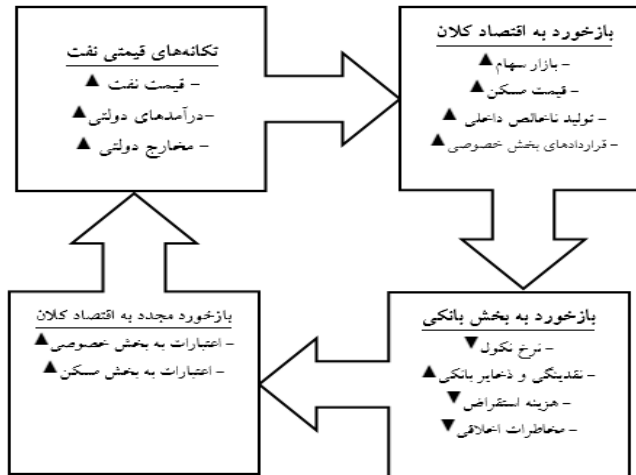 تکانه‌های قیمتی نفت
- قیمت نفت ▲
-درآمدهای دولتی ▲
- مخارج دولتی ▲
بازخورد به اقتصاد کلان
- بازار سهام▲
- قیمت مسکن▲
- تولید ناخالص داخلی ▲
- قراردادهای بخش خصوصی▲
بازخورد به بخش بانکی
- نرخ نکول▼
- نقدینگی و ذخایر بانکی▲
- هزینه استقراض▼
- مخاطرات اخلاقی▼
بازخورد مجدد به اقتصاد کلان
- اعتبارات به بخش خصوصی▲
- اعتبارات به بخش مسکن▲